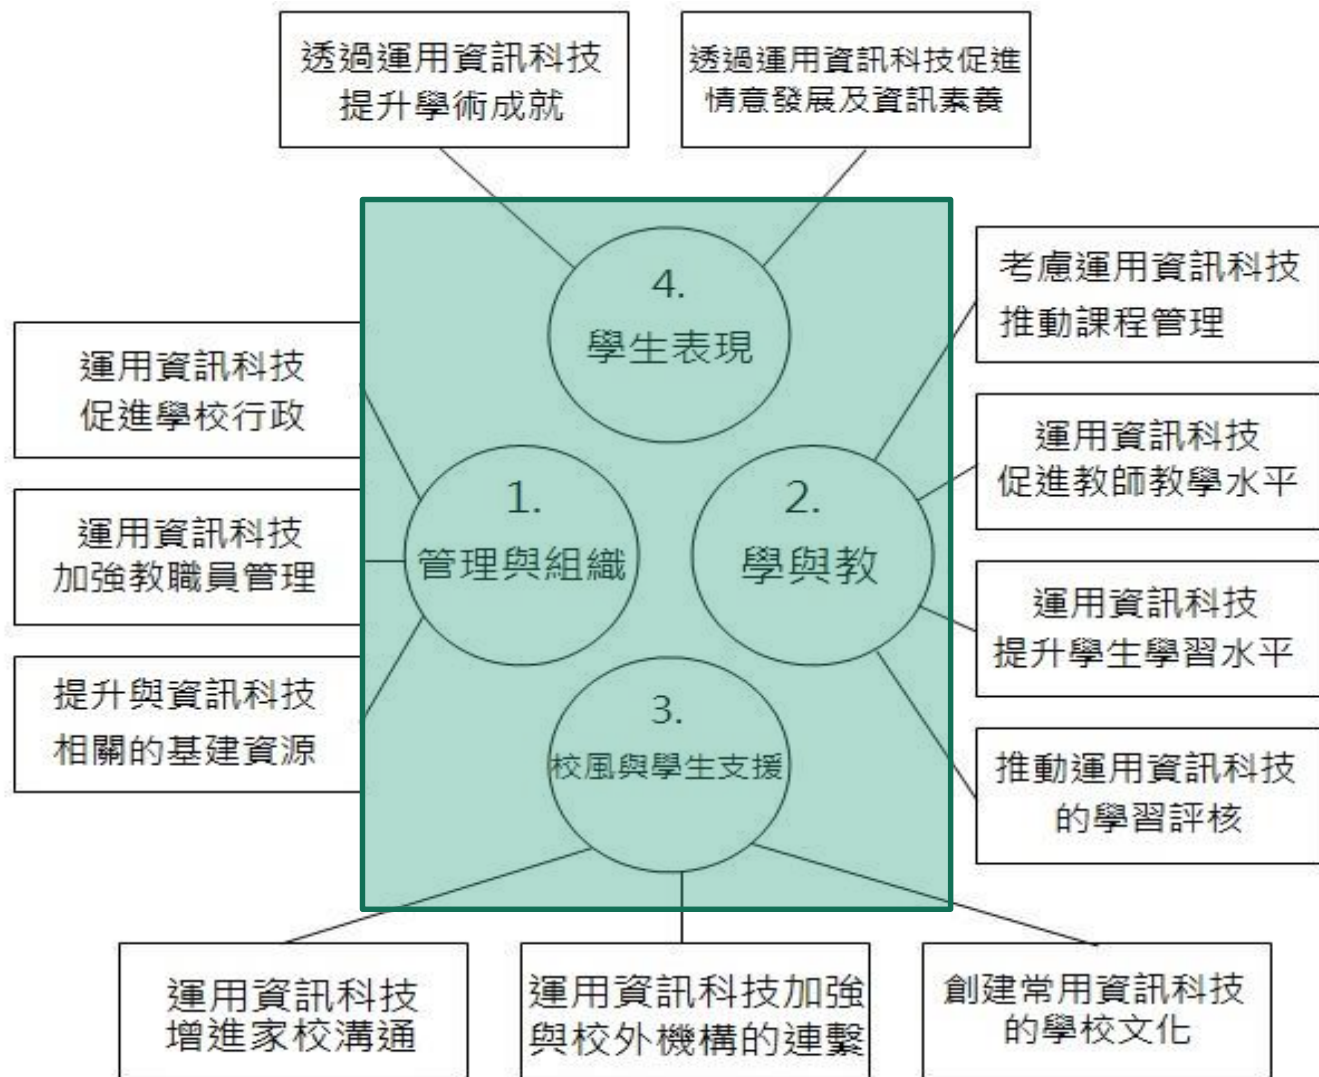 透過運用資訊科技
提升學術成就
透過運用資訊科技促進
情意發展及資訊素養
4.
學生表現
考慮運用資訊科技
推動課程管理
運用資訊科技
促進學校行政
運用資訊科技
促進教師教學水平
1.
管理與組織
2.
學與教
運用資訊科技
加強教職員管理
運用資訊科技
提升學生學習水平
提升與資訊科技
相關的基建資源
3.
校風與學生支援
推動運用資訊科技
的學習評核
運用資訊科技
增進家校溝通
運用資訊科技加強
與校外機構的連繫
創建常用資訊科技
的學校文化